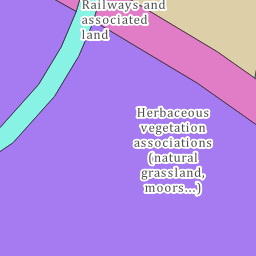 Railways and
associated
land
Herbaceous
vegetation
associations
(natural
grassland,
moors...)